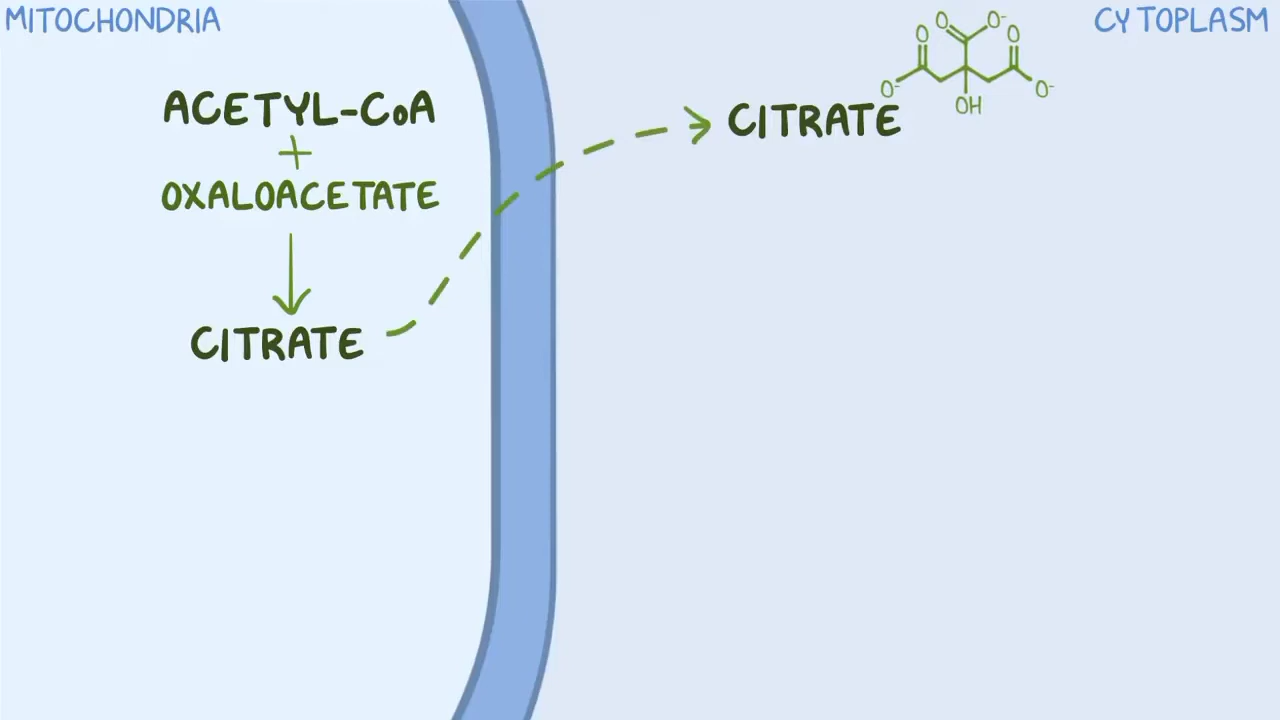 MITOCHONDRIA
CYTOPLASM
ACETYL-CoA
+
OXALOACETATE
CITRATE
CITRATE
O O⁻
O O
O⁻ O⁻
OH